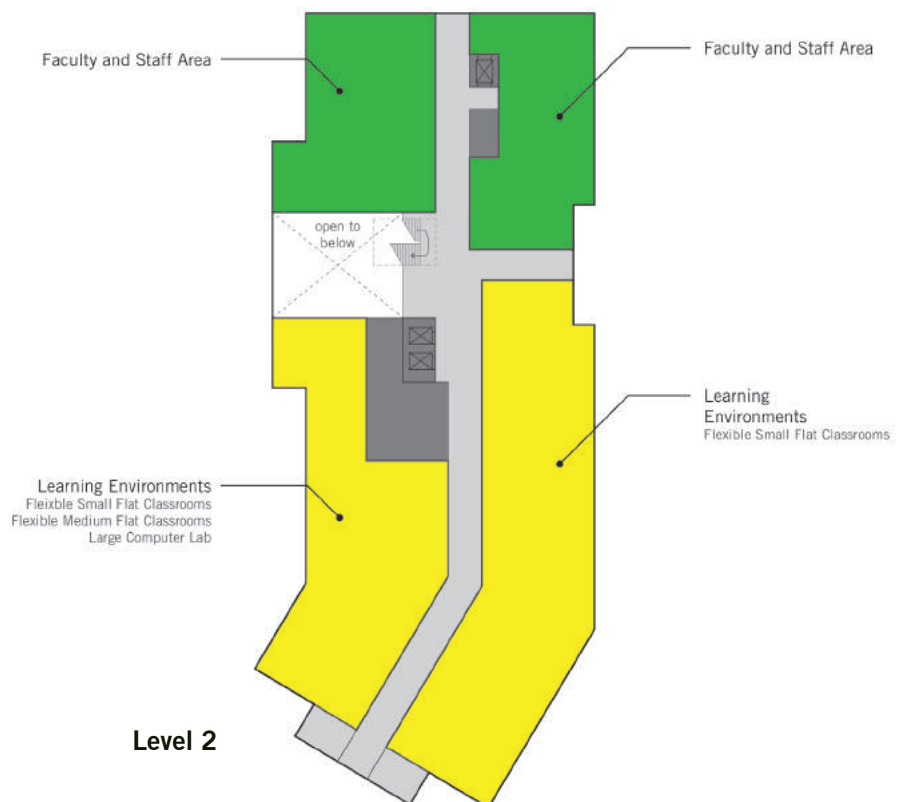 Faculty and Staff Area
Faculty and Staff Area
open to
below
Learning
Environments
Flexible Small Flat Classrooms
Learning Environments
Fleixble Small Flat Classrooms
Flexible Medium Flat Classrooms
Large Computer Lab
Level 2